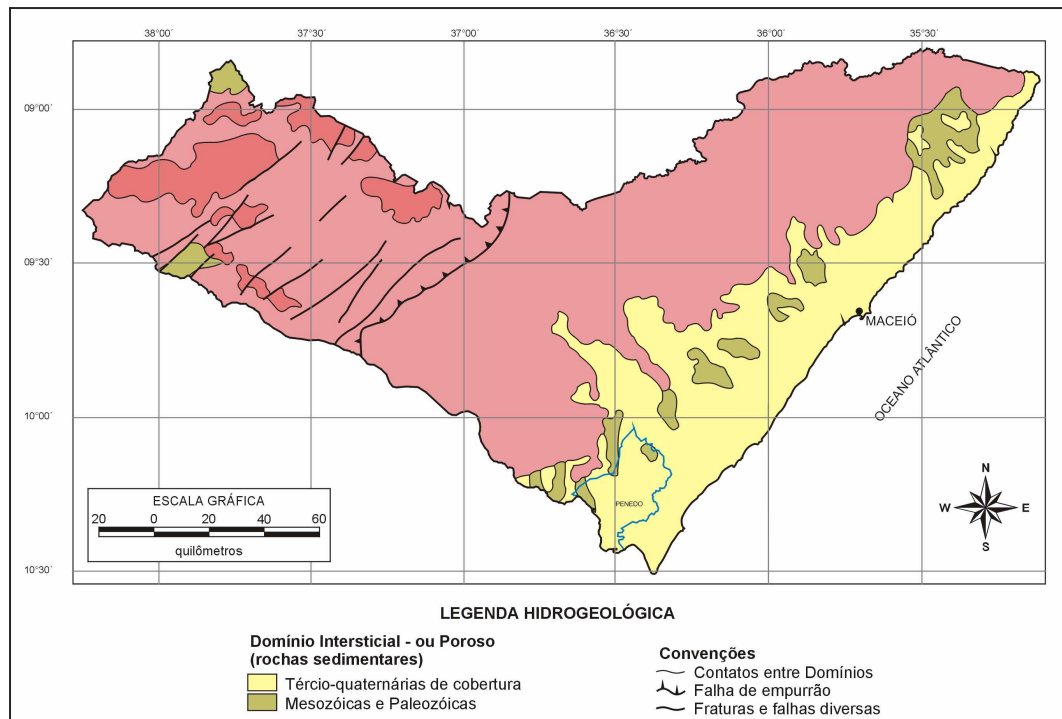 38°00´ 37°30´ 37°00´ 36°30´ 36°00´ 35°30´
09°00´
09°30´
10°00´
10°30´
MACEIÓ
OCEANO ATLÂNTICO
PENEDO
N
W E
S
ESCALA GRÁFICA
20 0 20 40 60
quilômetros
LEGENDA HIDROGEOLÓGICA
Domínio Intersticial - ou Poroso
(rochas sedimentares)
Tércio-quaternárias de cobertura
Mesozóicas e Paleozóicas
Convenções
Contatos entre Domínios
Falha de empurrão
Fraturas e falhas diversas